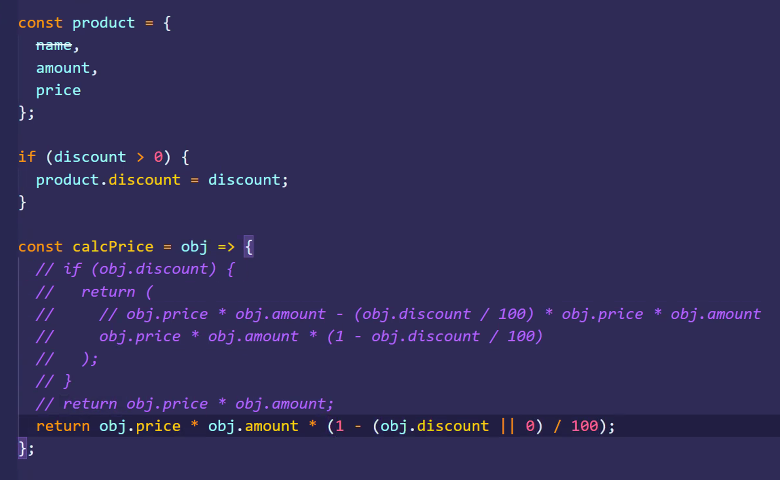 const product = {
  name,
  amount,
  price
};

if (discount > 0) {
  product.discount = discount;
}

const calcPrice = obj => {
  // if (obj.discount) {
  //   return (
  //     // obj.price * obj.amount - (obj.discount / 100) * obj.price * obj.amount
  //     obj.price * obj.amount * (1 - obj.discount / 100)
  //   );
  // }
  // return obj.price * obj.amount;
  return obj.price * obj.amount * (1 - (obj.discount || 0) / 100);
};